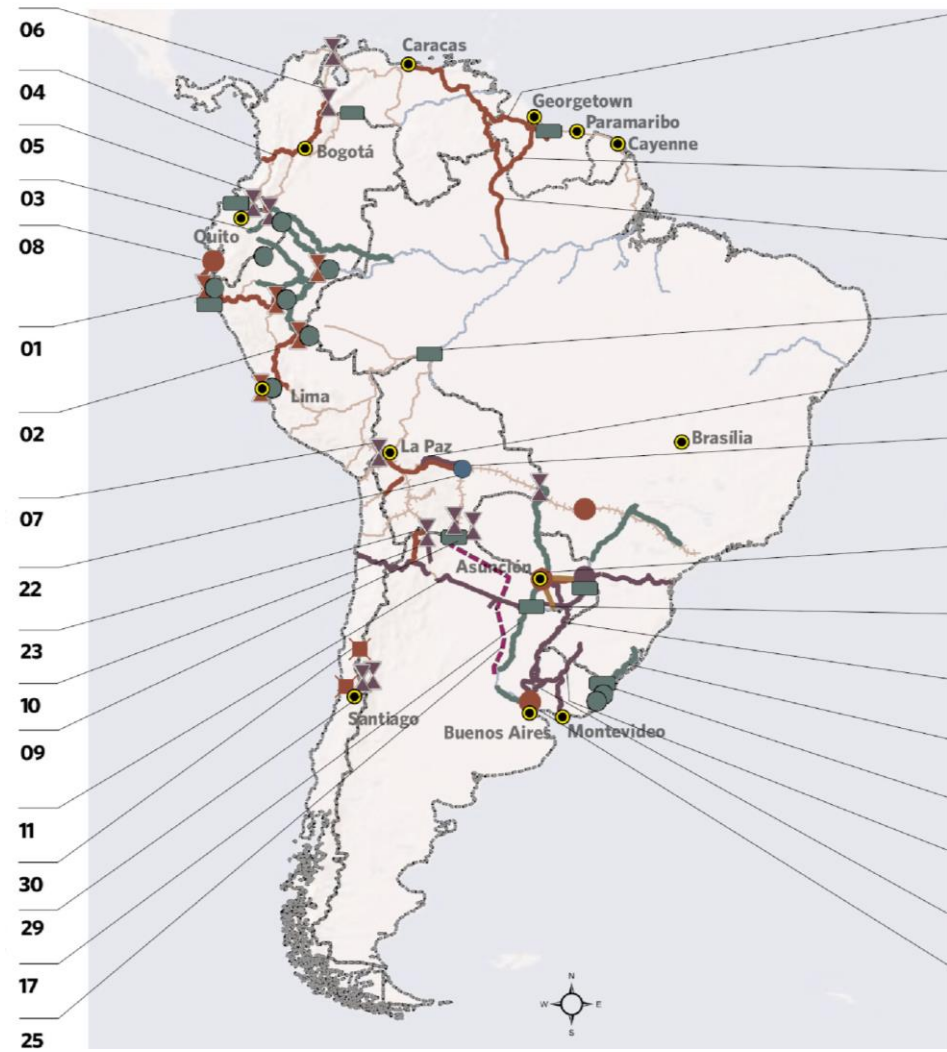 06
04
05
03
08
01
02
07
22
23
10
09
11
30
29
17
25
Caracas
Georgetown
Paramaribo
Cayenne
Bogotá
Quito
Lima
La Paz
Brasília
Asunción
Santiago
Buenos Aires
Montevideo
N
W E
S